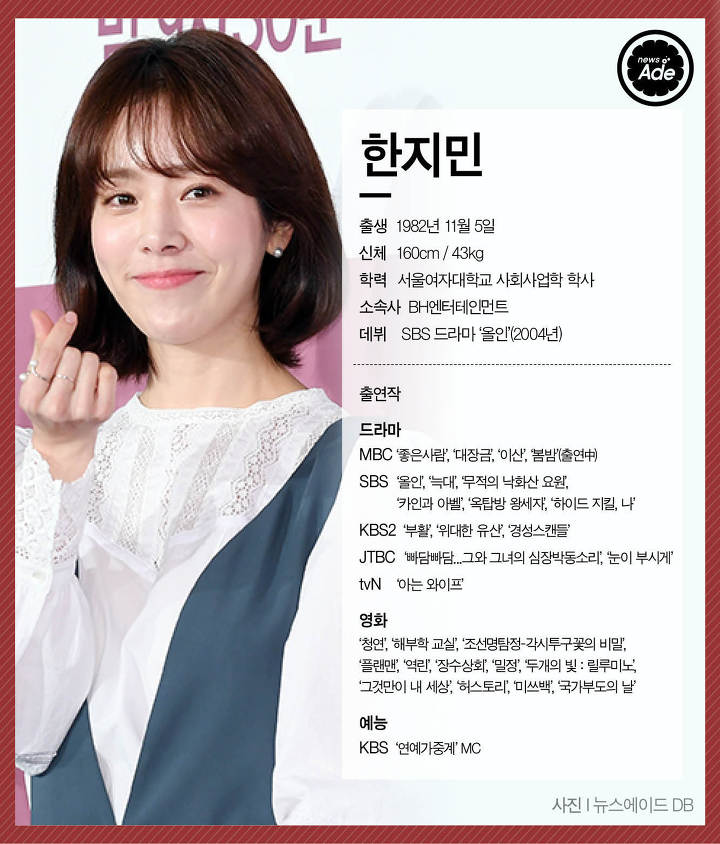 밤 9시 30분
news
Ade
한지민
출생 1982년 11월 5일
신체 160cm / 43kg
학력 서울여자대학교 사회사업학 학사
소속사 BH엔터테인먼트
데뷔 SBS 드라마 ‘올인’(2004년)
출연작
드라마
MBC ‘좋은사람’, ‘대장금’, ‘이산’, ‘봄밤’(출연中)
SBS ‘올인’, ‘늑대’, ‘무적의 낙화산 요원’,
‘카인과 아벨’, ‘옥탑방 왕세자’, ‘하이드 지킬, 나’
KBS2 ‘부활’, ‘위대한 유산’, ‘경성스캔들’
JTBC ‘빠담빠담...그와 그녀의 심장박동소리’, ‘눈이 부시게’
tvN ‘아는 와이프’
영화
‘청연’, ‘해부학 교실’, ‘조선명탐정-각시투구꽃의 비밀’,
‘플랜맨’, ‘역린’, ‘장수상회’, ‘밀정’, ‘두개의 빛 : 릴루미노’,
‘그것만이 내 세상’, ‘허스토리’, ‘미쓰백’, ‘국가부도의 날’
예능
KBS ‘연예가중계’ MC
사진 | 뉴스에이드 DB